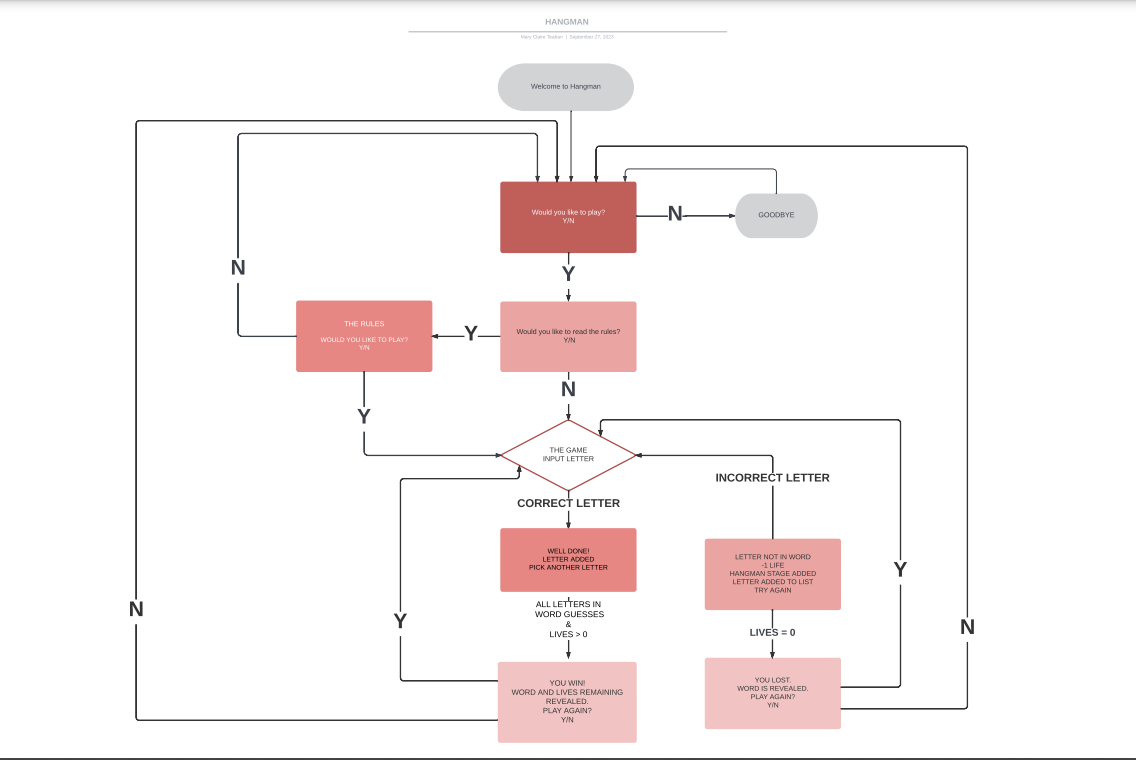 HANGMAN
Mary Claire | September 27, 2023
Welcome to Hangman
Would you like to play?
Y/N
N
GOODBYE
Y
N
THE RULES
WOULD YOU LIKE TO PLAY?
Y/N
Y
Would you like to read the rules?
Y/N
N
Y
THE GAME
INPUT LETTER
INCORRECT LETTER
CORRECT LETTER
WELL DONE!
LETTER ADDED
PICK ANOTHER LETTER
LETTER NOT IN WORD
-1 LIFE
HANGMAN STAGE ADDED
LETTER ADDED TO LIST
TRY AGAIN
Y
N
ALL LETTERS IN
WORD GUESSES
&
LIVES > 0
Y
LIVES = 0
N
YOU WIN!
WORD AND LIVES REMAINING
REVEALED.
PLAY AGAIN?
Y/N
YOU LOST.
WORD IS REVEALED.
PLAY AGAIN?
Y/N